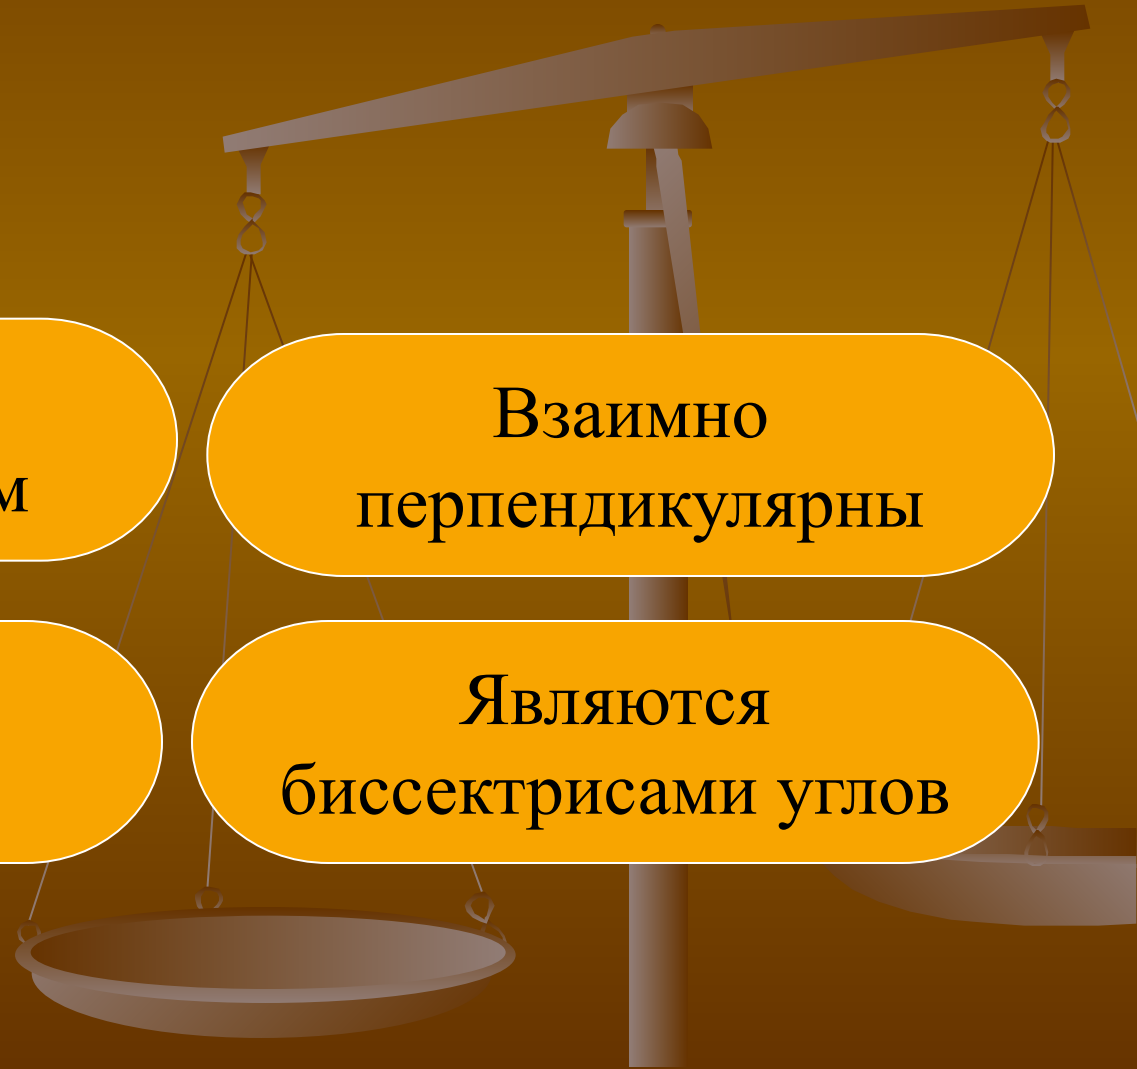 Взаимно
перпендикулярны
Являются
биссектрисами углов